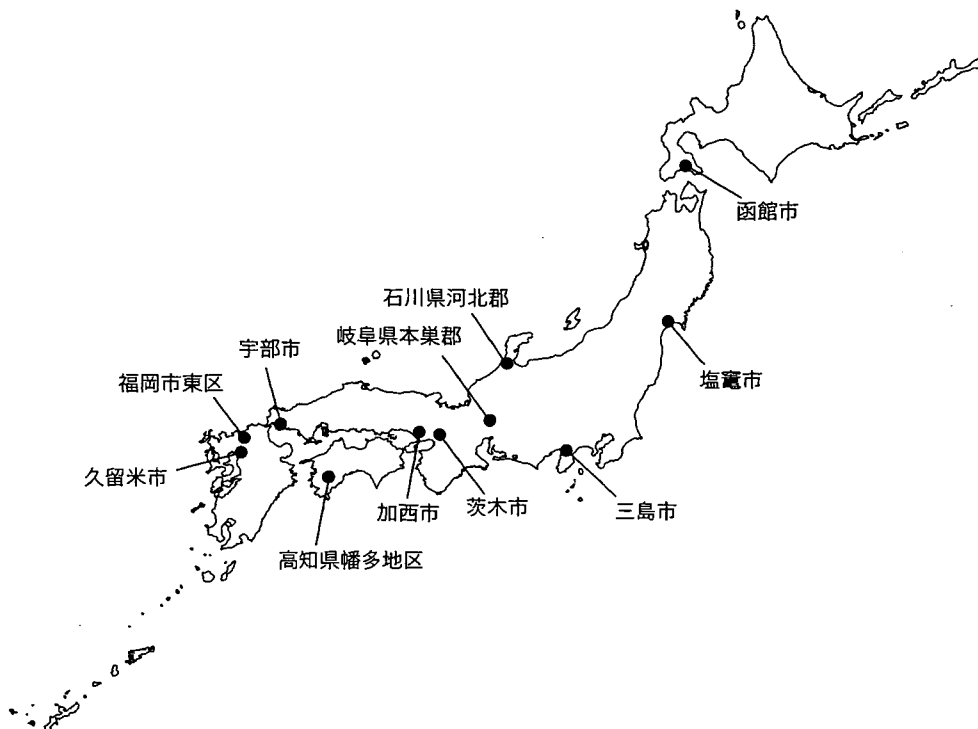 函館市
石川県河北郡
岐阜県本巣郡
宇部市
福岡市東区
塩竈市
久留米市
加西市
茨木市
三島市
高知県幡多地区